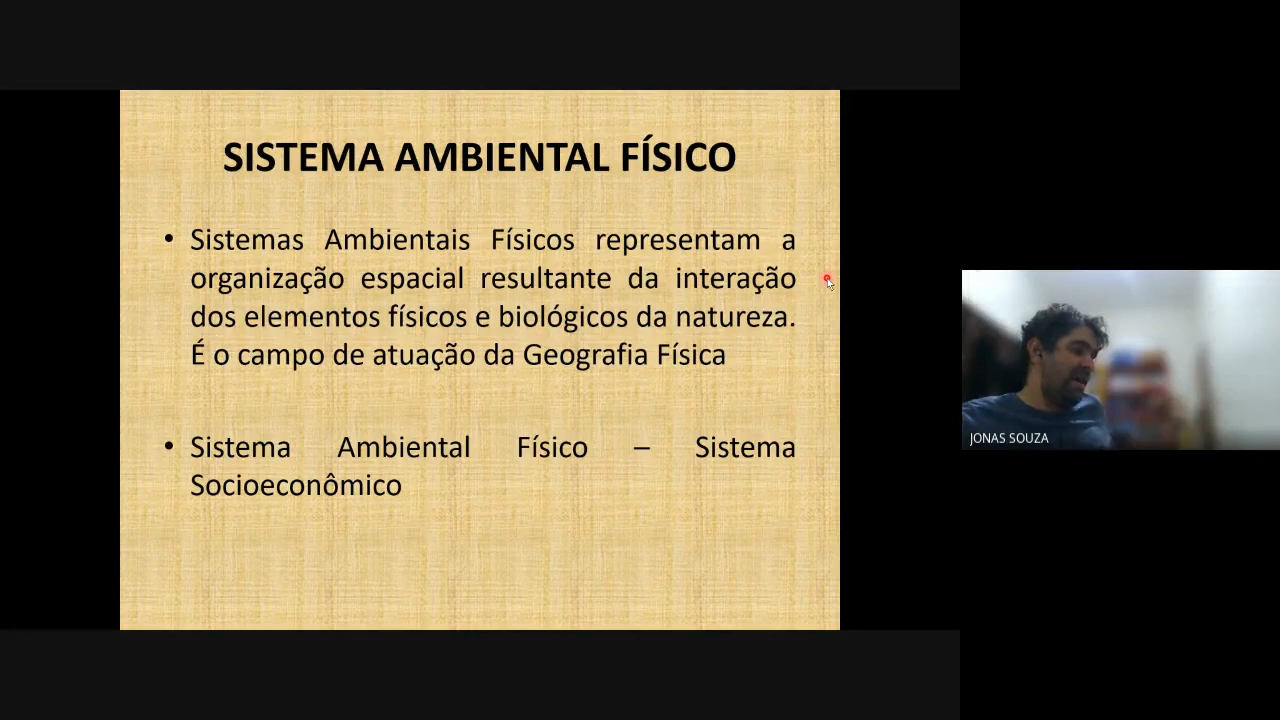 SISTEMA AMBIENTAL FÍSICO
• Sistemas Ambientais Físicos representam a
organização espacial resultante da interação
dos elementos físicos e biológicos da natureza.
É o campo de atuação da Geografia Física
• Sistema Ambiental Físico – Sistema
Socioeconômico
JONAS SOUZA